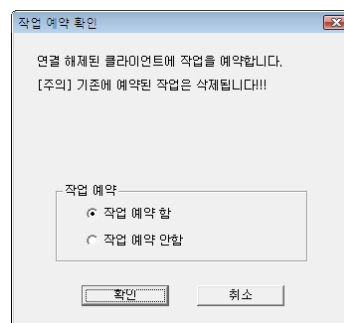 작업 예약 확인
연결 해제된 클라이언트에 작업을 예약합니다.
[주의] 기존에 예약된 작업은 삭제됩니다!!!
작업 예약
작업 예약 함
작업 예약 안함
확인
취소